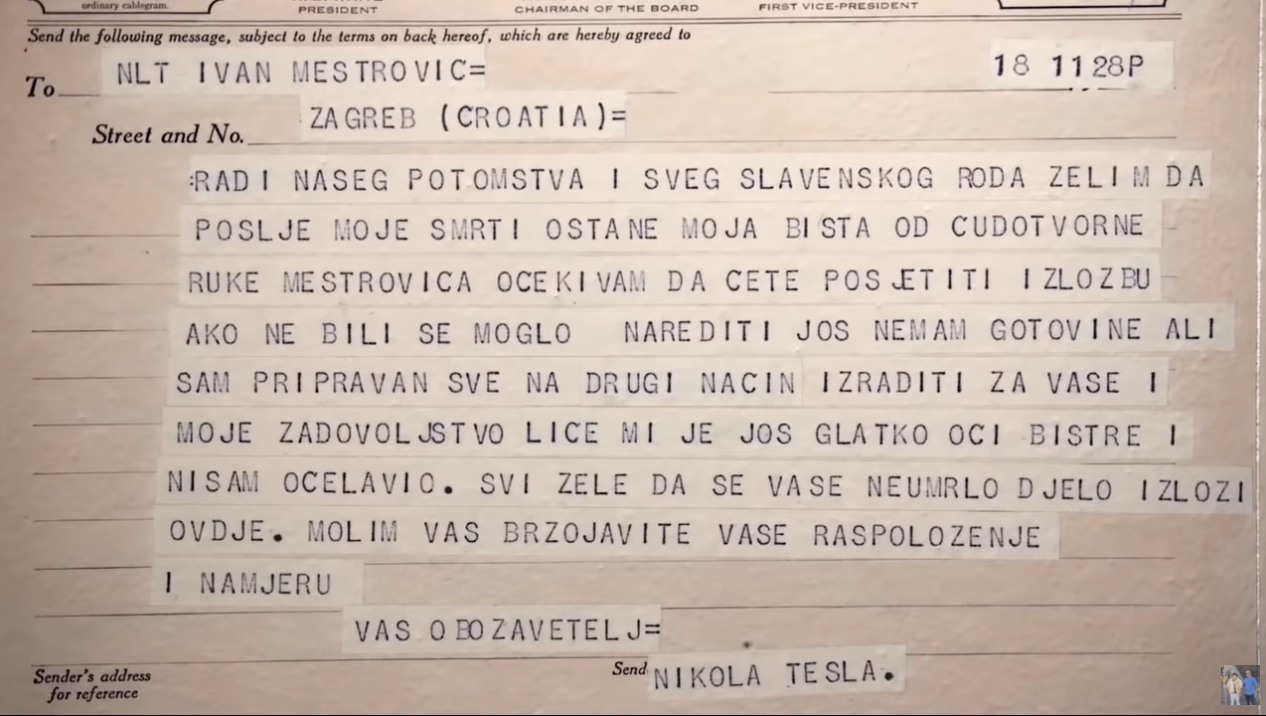 ordinary cablegram.
PRESIDENT
CHAIRMAN OF THE BOARD
FIRST VICE-PRESIDENT
Send the following message, subject to the terms on back hereof, which are hereby agreed to
To NLT IVAN MESTROVIC= 18 1128P
Street and No. ZAGREB (CROATIA)=
:RADI NASEG POTOMSTVA I SVEG SLAVENSKOG RODA ZELIM DA
POSLJE MOJE SMRTI OSTANE MOJA BISTA OD CUDOTVORNE
RUKE MESTROVICA OCEKIVAM DA CETE POSJETITI IZLOZBU
AKO NE BILI SE MOGLO NAREDITI JOS NEMAM GOTOVINE ALI
SAM PRIPRAVAN SVE NA DRUGI NACIN IZRADITI ZA VASE I
MOJE ZADOVOLJSTVO LICE MI JE JOS GLATKO OCI BISTRE I
NISAM OCELAVIO. SVI ZELE DA SE VASE NEUMRLO DJELO IZLOZI
OVDJE. MOLIM VAS BRZOJAVITE VASE RASPOLOZENJE
I NAMJERU
VAS OBOZAVETELJ=
Send NIKOLA TESLA.
Sender's address
for reference